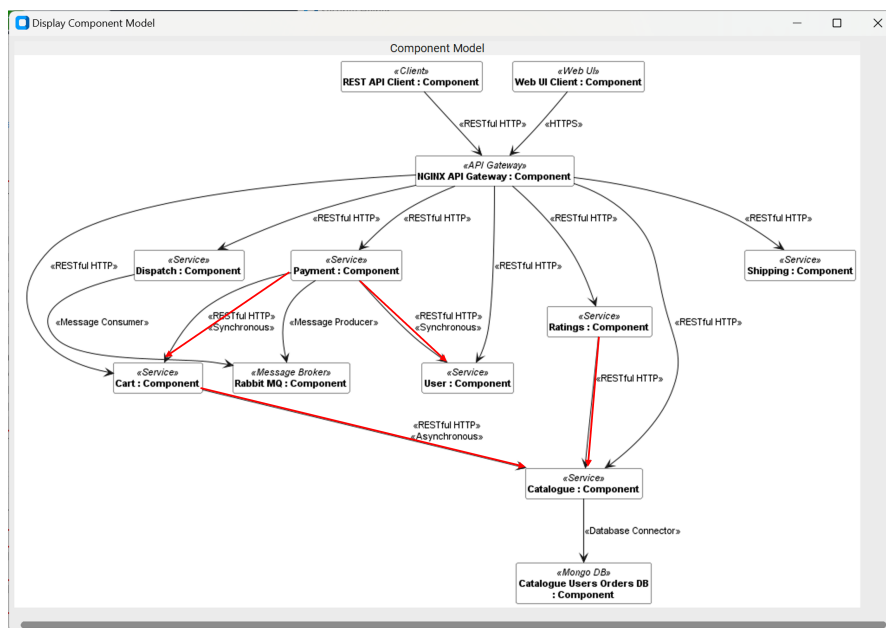 Display Component Model
Component Model
«Client»
REST API Client : Component
«Web UI»
Web UI Client : Component
«RESTful HTTP»
«HTTPS»
«API Gateway»
NGINX API Gateway : Component
«RESTful HTTP»
«RESTful HTTP»
«RESTful HTTP»
«RESTful HTTP»
«Service»
Dispatch : Component
«Service»
Payment : Component
«Service»
Shipping : Component
«RESTful HTTP»
«RESTful HTTP»
«Message Consumer»
«RESTful HTTP»
«Synchronous»
«Message Producer»
«RESTful HTTP»
«Synchronous»
«Service»
Ratings : Component
«RESTful HTTP»
«Service»
Cart : Component
«Message Broker»
Rabbit MQ : Component
«Service»
User : Component
«RESTful HTTP»
«RESTful HTTP»
«Asynchronous»
«Service»
Catalogue : Component
«Database Connector»
«Mongo DB»
Catalogue Users Orders DB
: Component